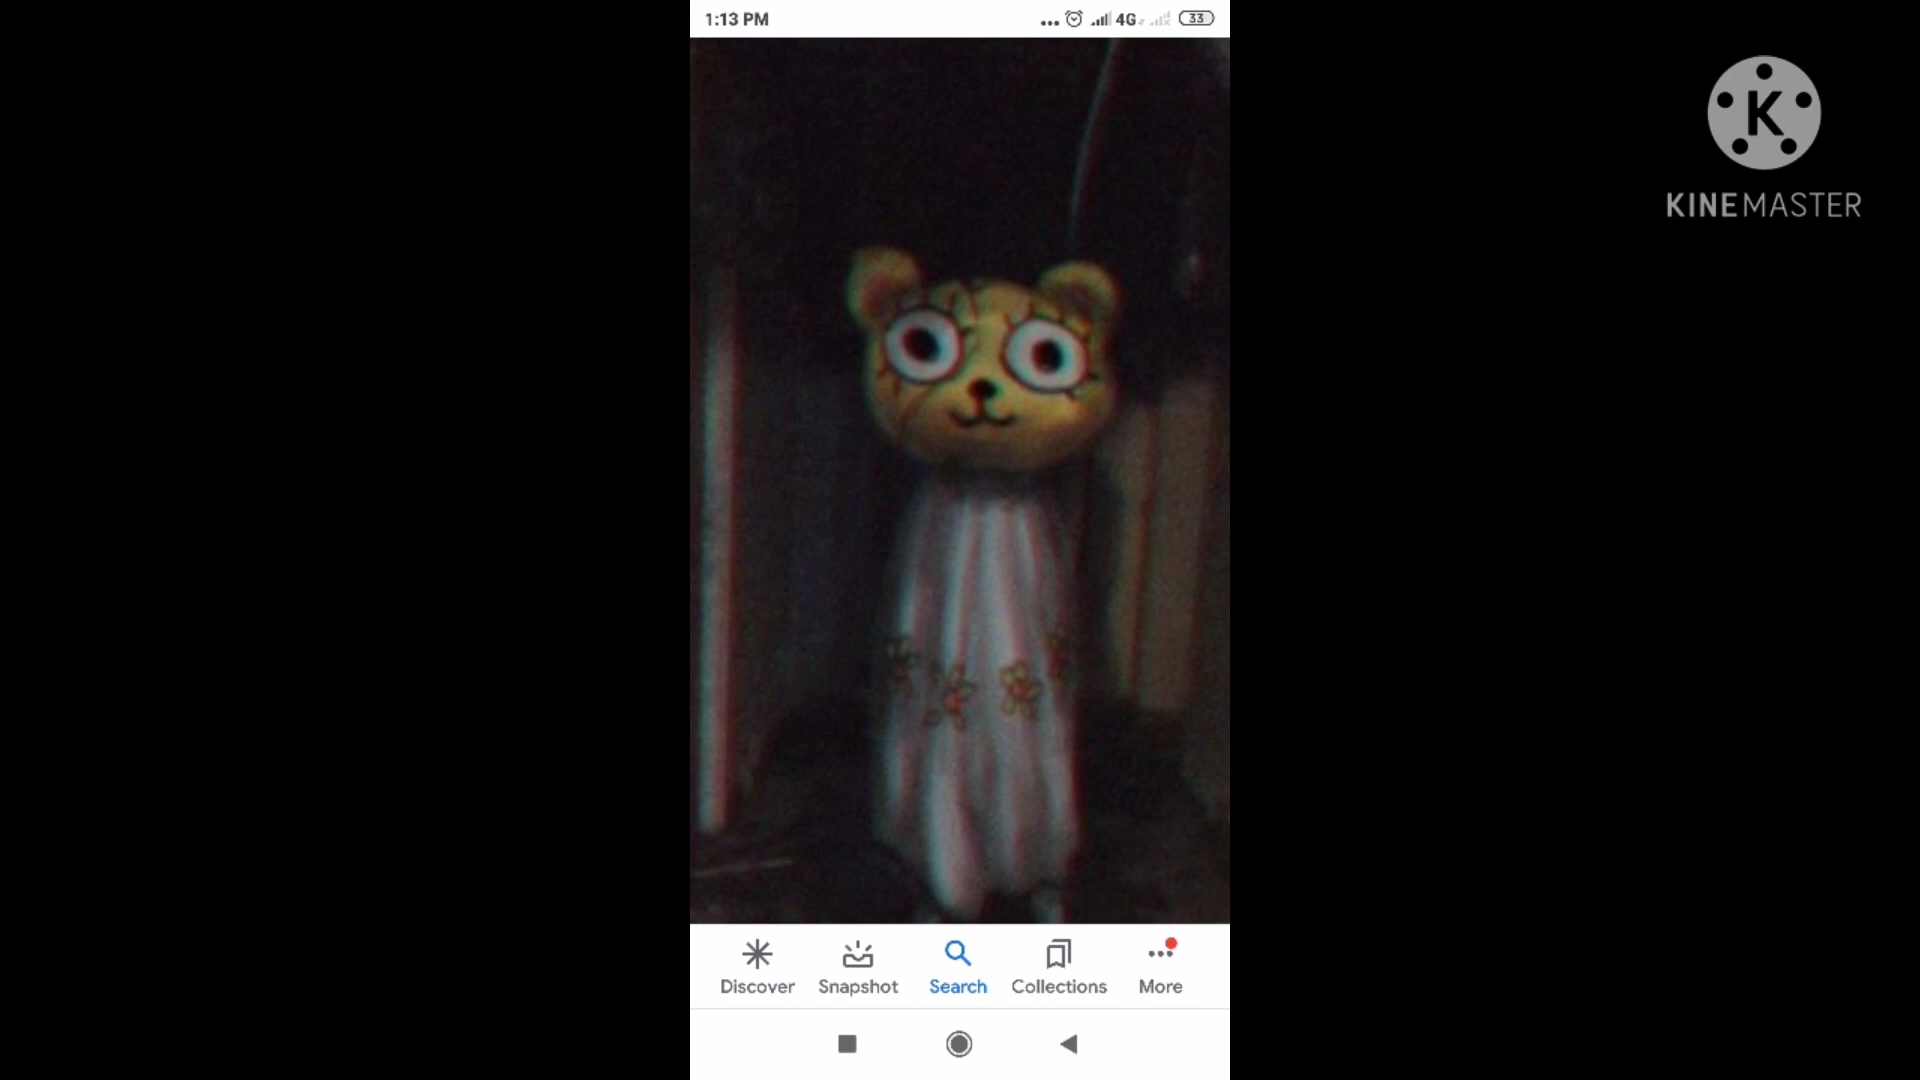 1:13 PM
4G
33
K
KINEMASTER
Discover Snapshot Search Collections More